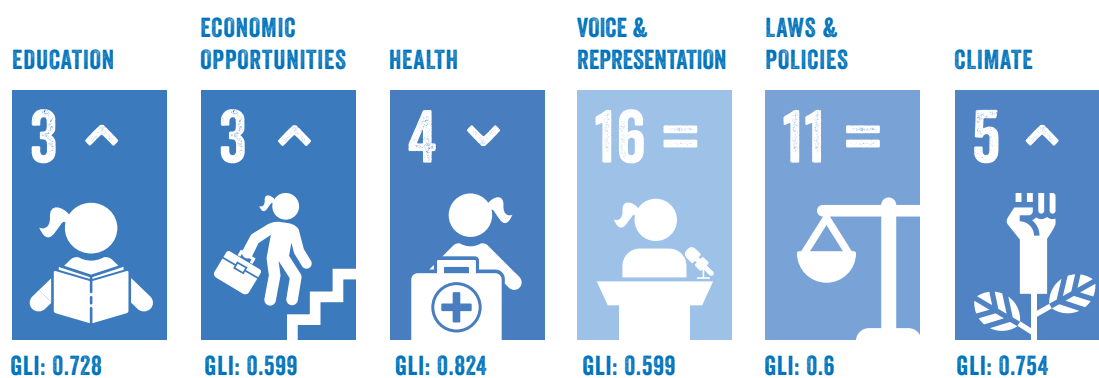 EDUCATION
3
GLI: 0.728
ECONOMIC
OPPORTUNITIES
3
GLI: 0.599
HEALTH
4
GLI: 0.824
VOICE &
REPRESENTATION
16 =
GLI: 0.599
LAWS &
POLICIES
11 =
GLI: 0.6
CLIMATE
5
GLI: 0.754